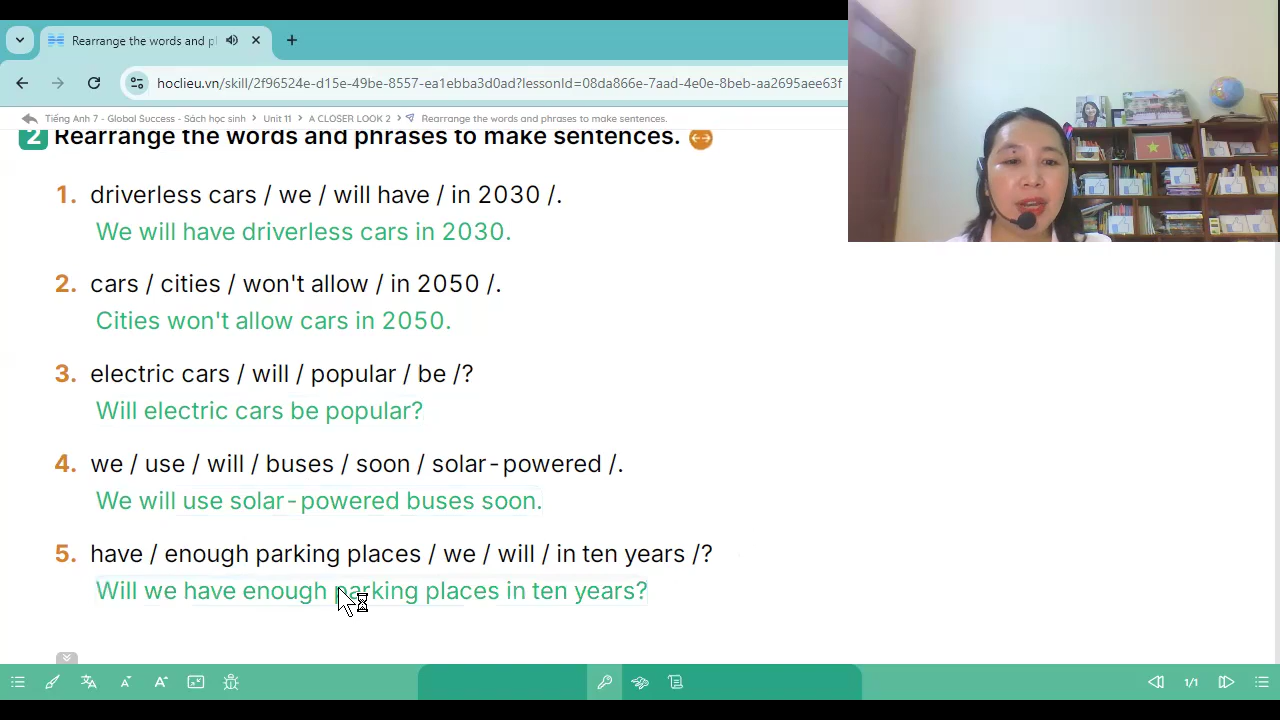 Rearrange the words and p
hoclieu.vn/skill/2f96524e-d15e-49be-8557-ea1ebba3d0ad?lessonId=08da866e-7aad-4e0e-8beb-aa2695aee63f
Tiếng Anh 7 - Global Success - Sách học sinh > Unit 11 > A CLOSER LOOK 2 > Rearrange the words and phrases to make sentences.
2 Rearrange the words and phrases to make sentences.
1. driverless cars / we / will have / in 2030 /.
We will have driverless cars in 2030.
2. cars / cities / won't allow / in 2050 /.
Cities won't allow cars in 2050.
3. electric cars / will / popular / be /?
Will electric cars be popular?
4. we / use / will / buses / soon / solar-powered /.
We will use solar-powered buses soon.
5. have / enough parking places / we / will / in ten years /?
Will we have enough parking places in ten years?
1/1